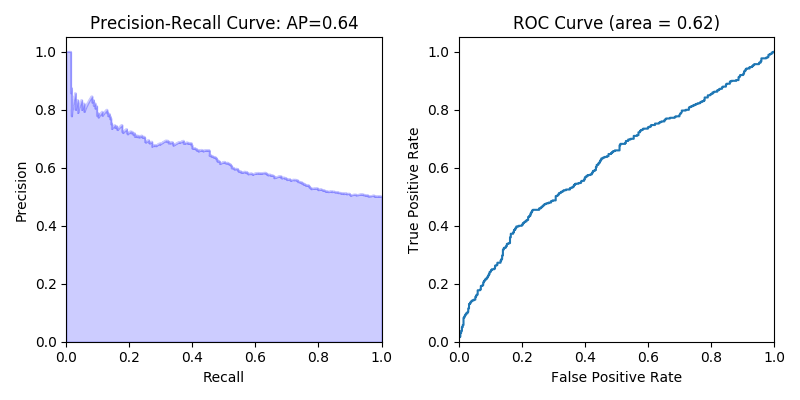 Precision-Recall Curve: AP=0.64
1.0
0.8
0.6
0.4
0.2
0.0
Precision
0.0 0.2 0.4 0.6 0.8 1.0
Recall
ROC Curve (area = 0.62)
1.0
0.8
0.6
0.4
0.2
0.0
True Positive Rate
0.0 0.2 0.4 0.6 0.8 1.0
False Positive Rate